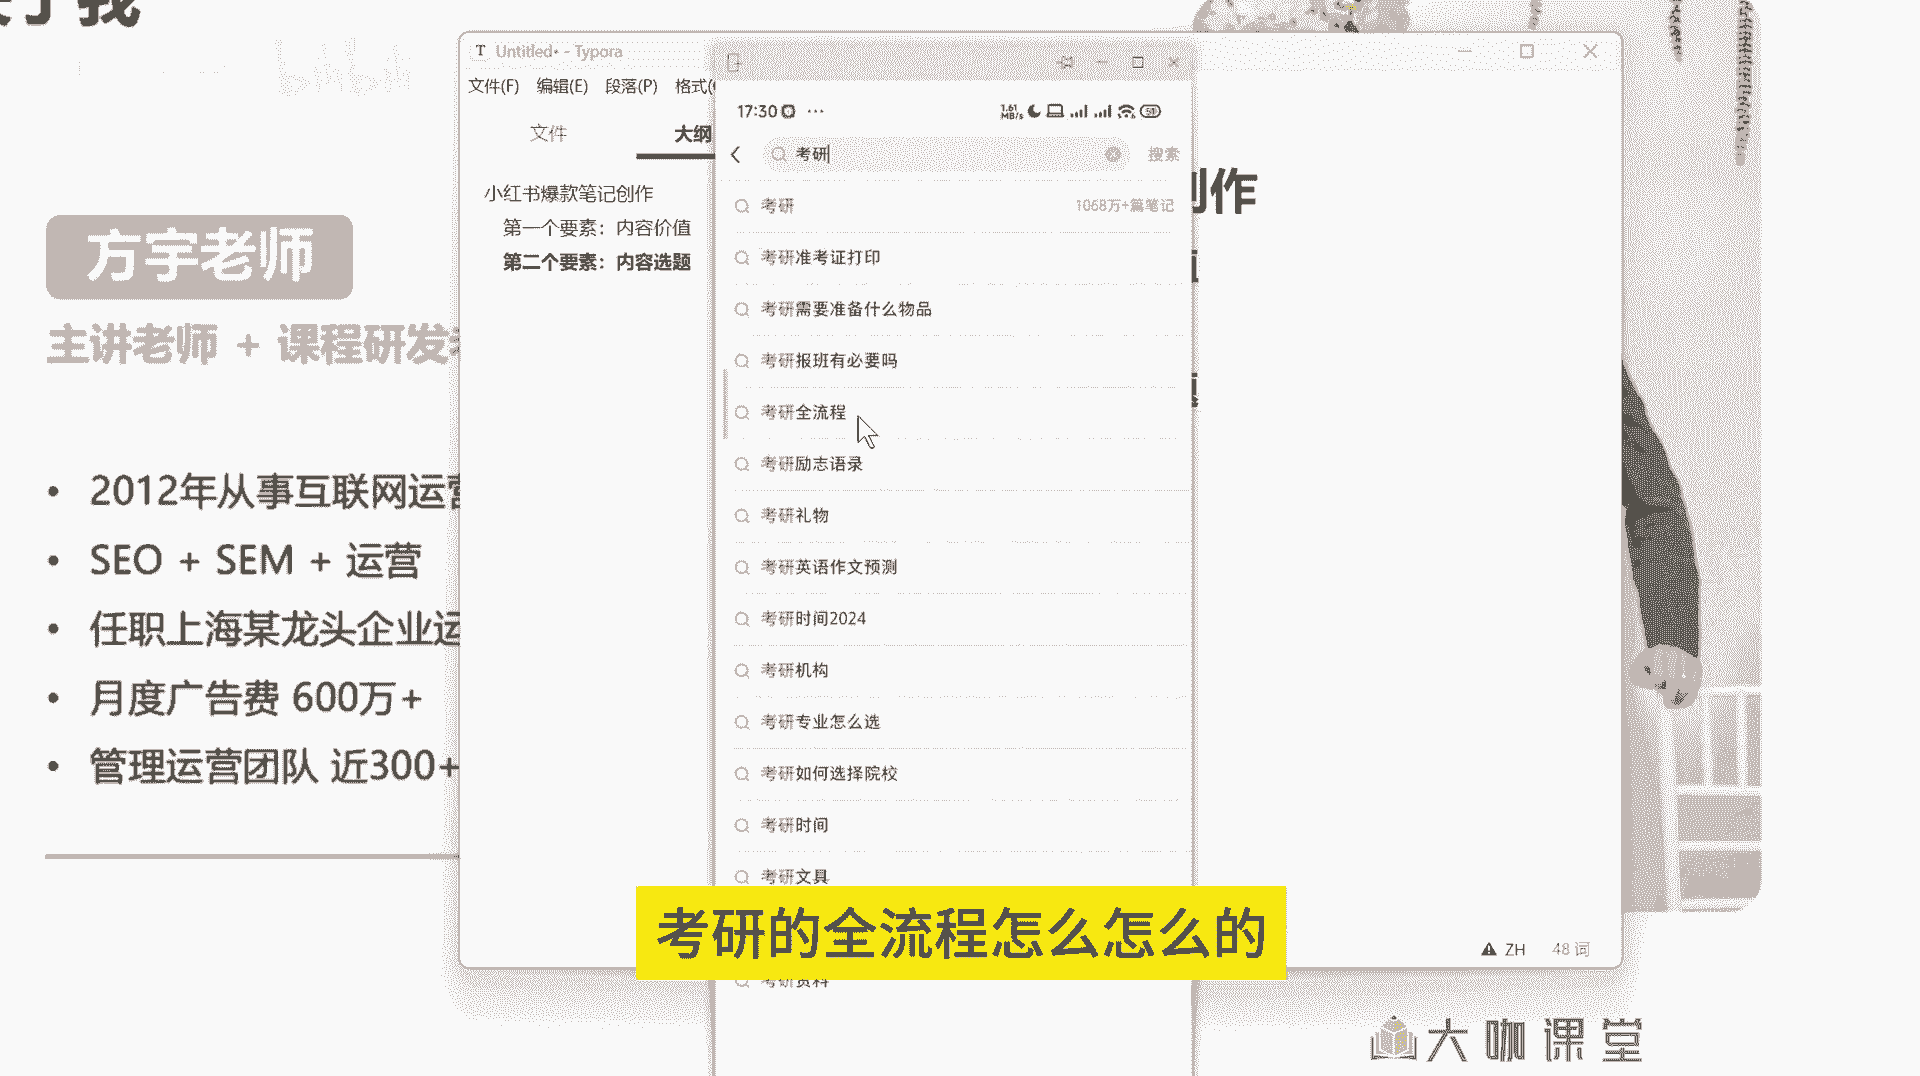 我
bilibili
Untitled• - Typora
文件(F) 编辑(E) 段落(P) 格式(
文件
大纲
小红书爆款笔记创作
第一个要素：内容价值
第二个要素：内容选题
方宇老师
主讲老师 + 课程研发
2012年从事互联网运营
SEO + SEM + 运营
任职上海某龙头企业运
月度广告费 600万+
管理运营团队 近300+
17:30
1.61 MB/s
考研
搜索
考研 1068万+篇笔记
考研准考证打印
考研需要准备什么物品
考研报班有必要吗
考研全流程
考研励志语录
考研礼物
考研英语作文预测
考研时间2024
考研机构
考研专业怎么选
考研如何选择院校
考研时间
考研文具
考研资料
创作
考研的全流程怎么怎么的
ZH 48 词
大咖课堂